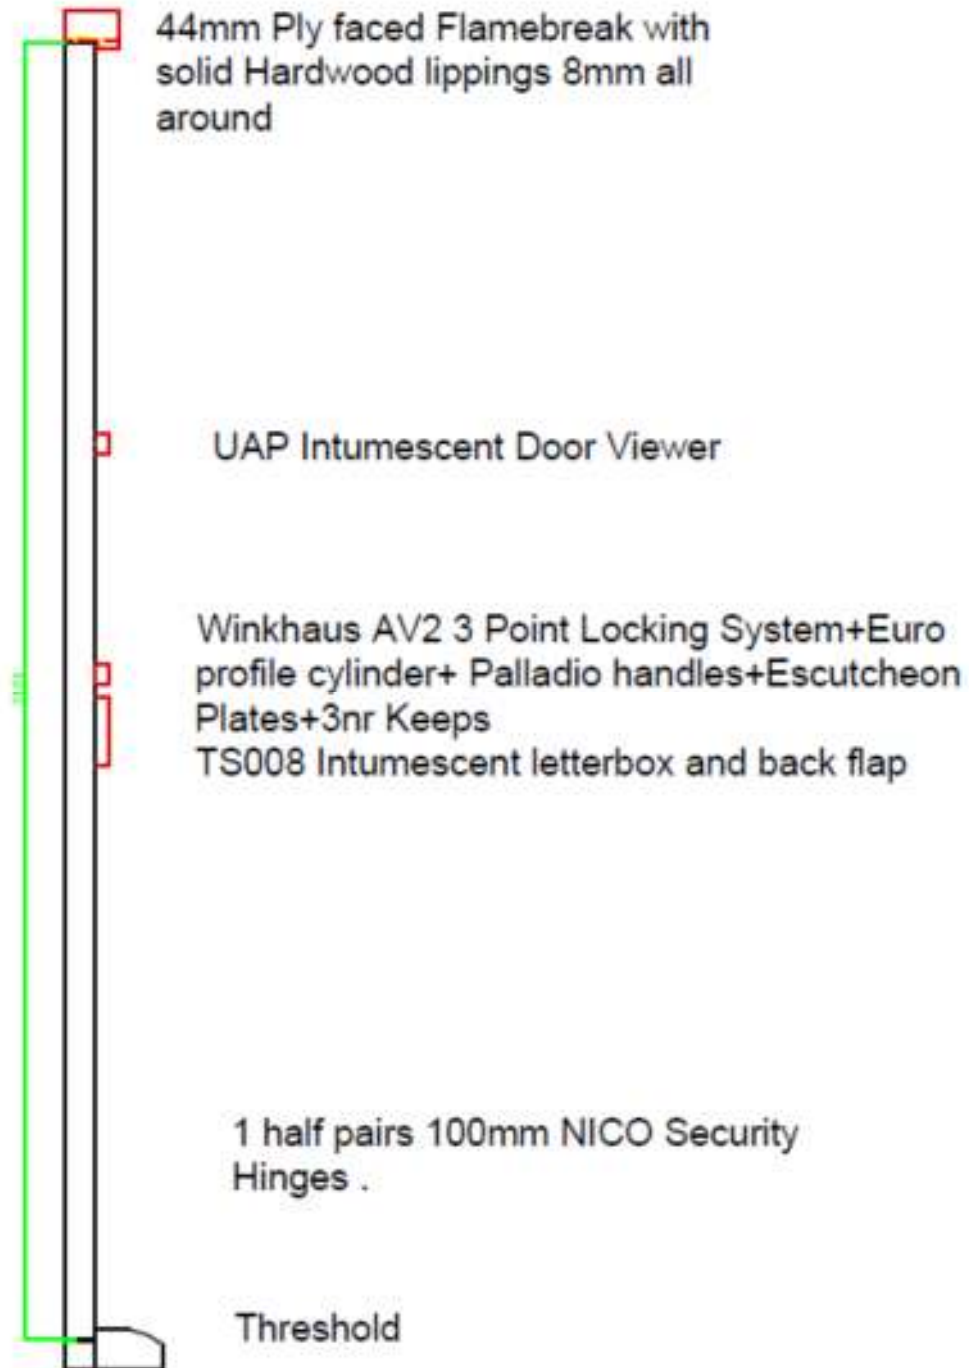 44mm Ply faced Flamebreak with
solid Hardwood lippings 8mm all
around
UAP Intumescent Door Viewer
Winkhaus AV2 3 Point Locking System+Euro
profile cylinder+ Palladio handles+Escutcheon
Plates+3nr Keeps
TS008 Intumescent letterbox and back flap
1 half pairs 100mm NICO Security
Hinges .
Threshold